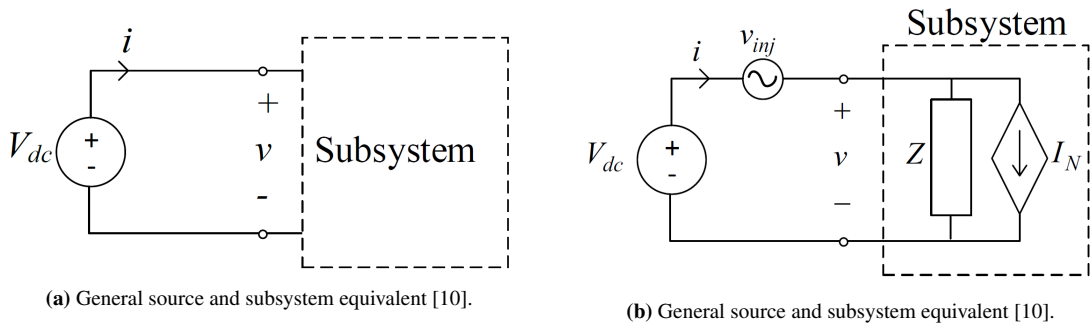 i
V_dc
+
-
+
v
-
Subsystem
(a) General source and subsystem equivalent [10].
Subsystem
v_inj
i
V_dc
+
-
+
v
−
Z
I_N
(b) General source and subsystem equivalent [10].